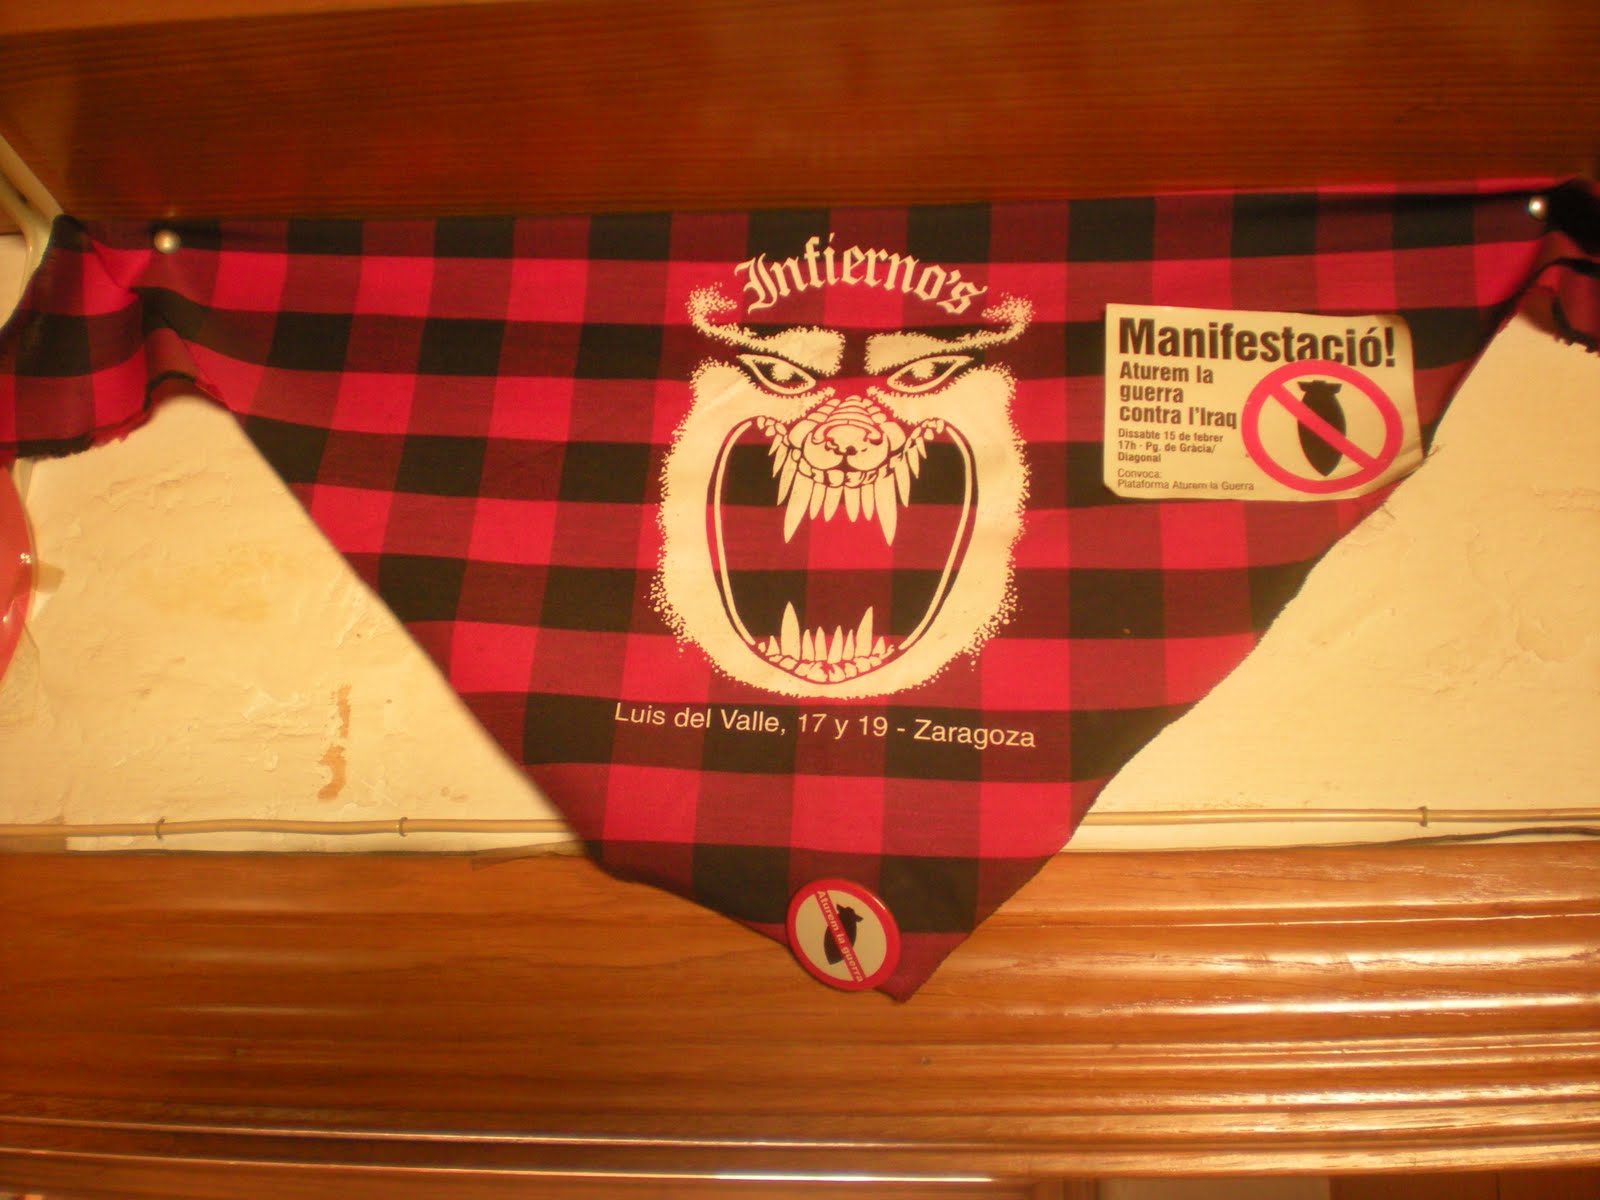 Infierno's
Manifestació!
Aturem la
guerra
contra l'Iraq
Dissabte 15 de febrer
17h - Pg. de Gràcia/
Diagonal
Convoca:
Plataforma Aturem la Guerra
Luis del Valle, 17 y 19 - Zaragoza
Aturem la guerra